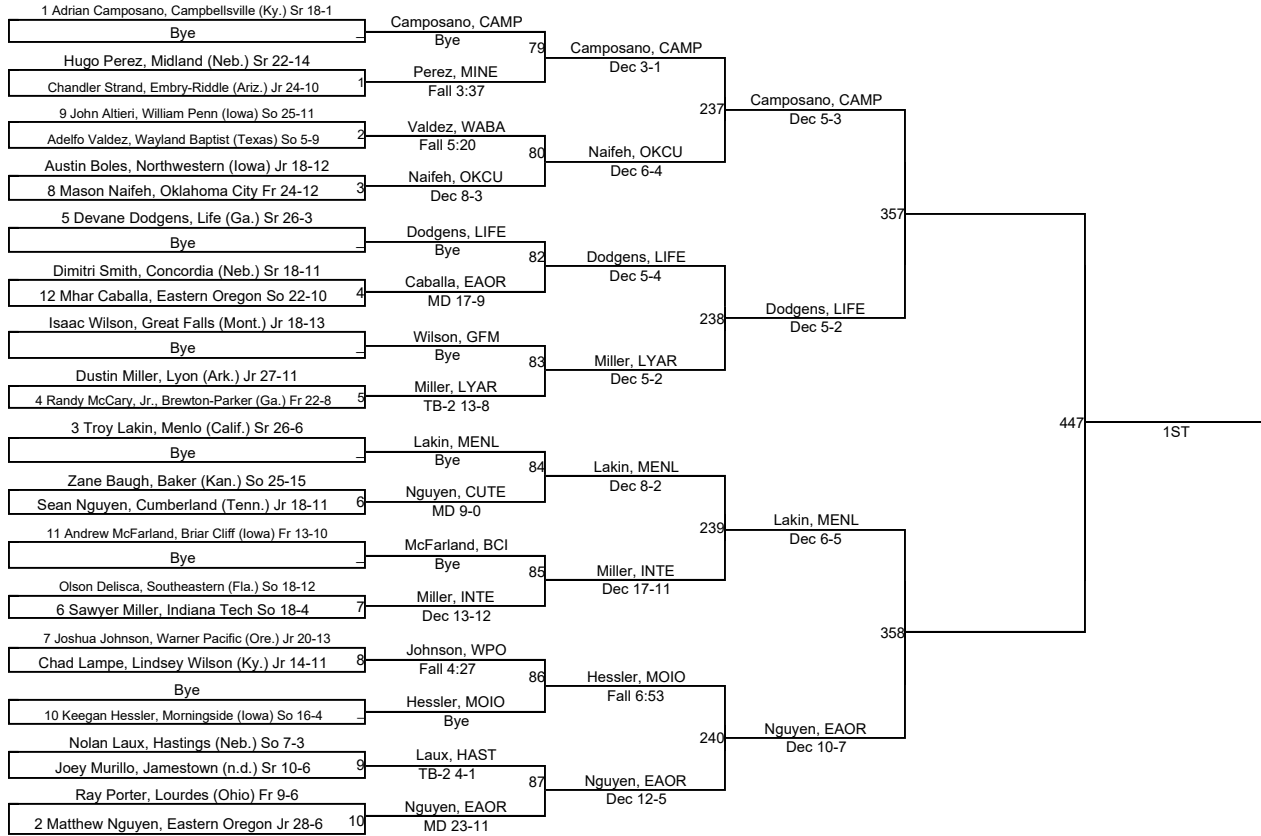 1 Adrian Camposano, Campbellsville (Ky.) Sr 18-1
Bye
_
Hugo Perez, Midland (Neb.) Sr 22-14
Chandler Strand, Embry-Riddle (Ariz.) Jr 24-10
1
9 John Altieri, William Penn (Iowa) So 25-11
Adelfo Valdez, Wayland Baptist (Texas) So 5-9
2
Austin Boles, Northwestern (Iowa) Jr 18-12
8 Mason Naifeh, Oklahoma City Fr 24-12
3
5 Devane Dodgens, Life (Ga.) Sr 26-3
Bye
_
Dimitri Smith, Concordia (Neb.) Sr 18-11
12 Mhar Caballa, Eastern Oregon So 22-10
4
Isaac Wilson, Great Falls (Mont.) Jr 18-13
Bye
_
Dustin Miller, Lyon (Ark.) Jr 27-11
4 Randy McCary, Jr., Brewton-Parker (Ga.) Fr 22-8
5
3 Troy Lakin, Menlo (Calif.) Sr 26-6
Bye
_
Zane Baugh, Baker (Kan.) So 25-15
Sean Nguyen, Cumberland (Tenn.) Jr 18-11
6
11 Andrew McFarland, Briar Cliff (Iowa) Fr 13-10
Bye
_
Olson Delisca, Southeastern (Fla.) So 18-12
6 Sawyer Miller, Indiana Tech So 18-4
7
7 Joshua Johnson, Warner Pacific (Ore.) Jr 20-13
Chad Lampe, Lindsey Wilson (Ky.) Jr 14-11
8
Bye
10 Keegan Hessler, Morningside (Iowa) So 16-4
_
Nolan Laux, Hastings (Neb.) So 7-3
Joey Murillo, Jamestown (n.d.) Sr 10-6
9
Ray Porter, Lourdes (Ohio) Fr 9-6
2 Matthew Nguyen, Eastern Oregon Jr 28-6
10
Camposano, CAMP
Bye
79
Perez, MINE
Fall 3:37
Valdez, WABA
Fall 5:20
80
Naifeh, OKCU
Dec 8-3
Dodgens, LIFE
Bye
82
Caballa, EAOR
MD 17-9
Wilson, GFM
Bye
83
Miller, LYAR
TB-2 13-8
Lakin, MENL
Bye
84
Nguyen, CUTE
MD 9-0
McFarland, BCI
Bye
85
Miller, INTE
Dec 13-12
Johnson, WPO
Fall 4:27
86
Hessler, MOIO
Bye
Laux, HAST
TB-2 4-1
87
Nguyen, EAOR
MD 23-11
Camposano, CAMP
Dec 3-1
237
Naifeh, OKCU
Dec 6-4
Dodgens, LIFE
Dec 5-4
238
Miller, LYAR
Dec 5-2
Lakin, MENL
Dec 8-2
239
Miller, INTE
Dec 17-11
Hessler, MOIO
Fall 6:53
240
Nguyen, EAOR
Dec 12-5
Camposano, CAMP
Dec 5-3
357
Dodgens, LIFE
Dec 5-2
Lakin, MENL
Dec 6-5
358
Nguyen, EAOR
Dec 10-7
447
1ST